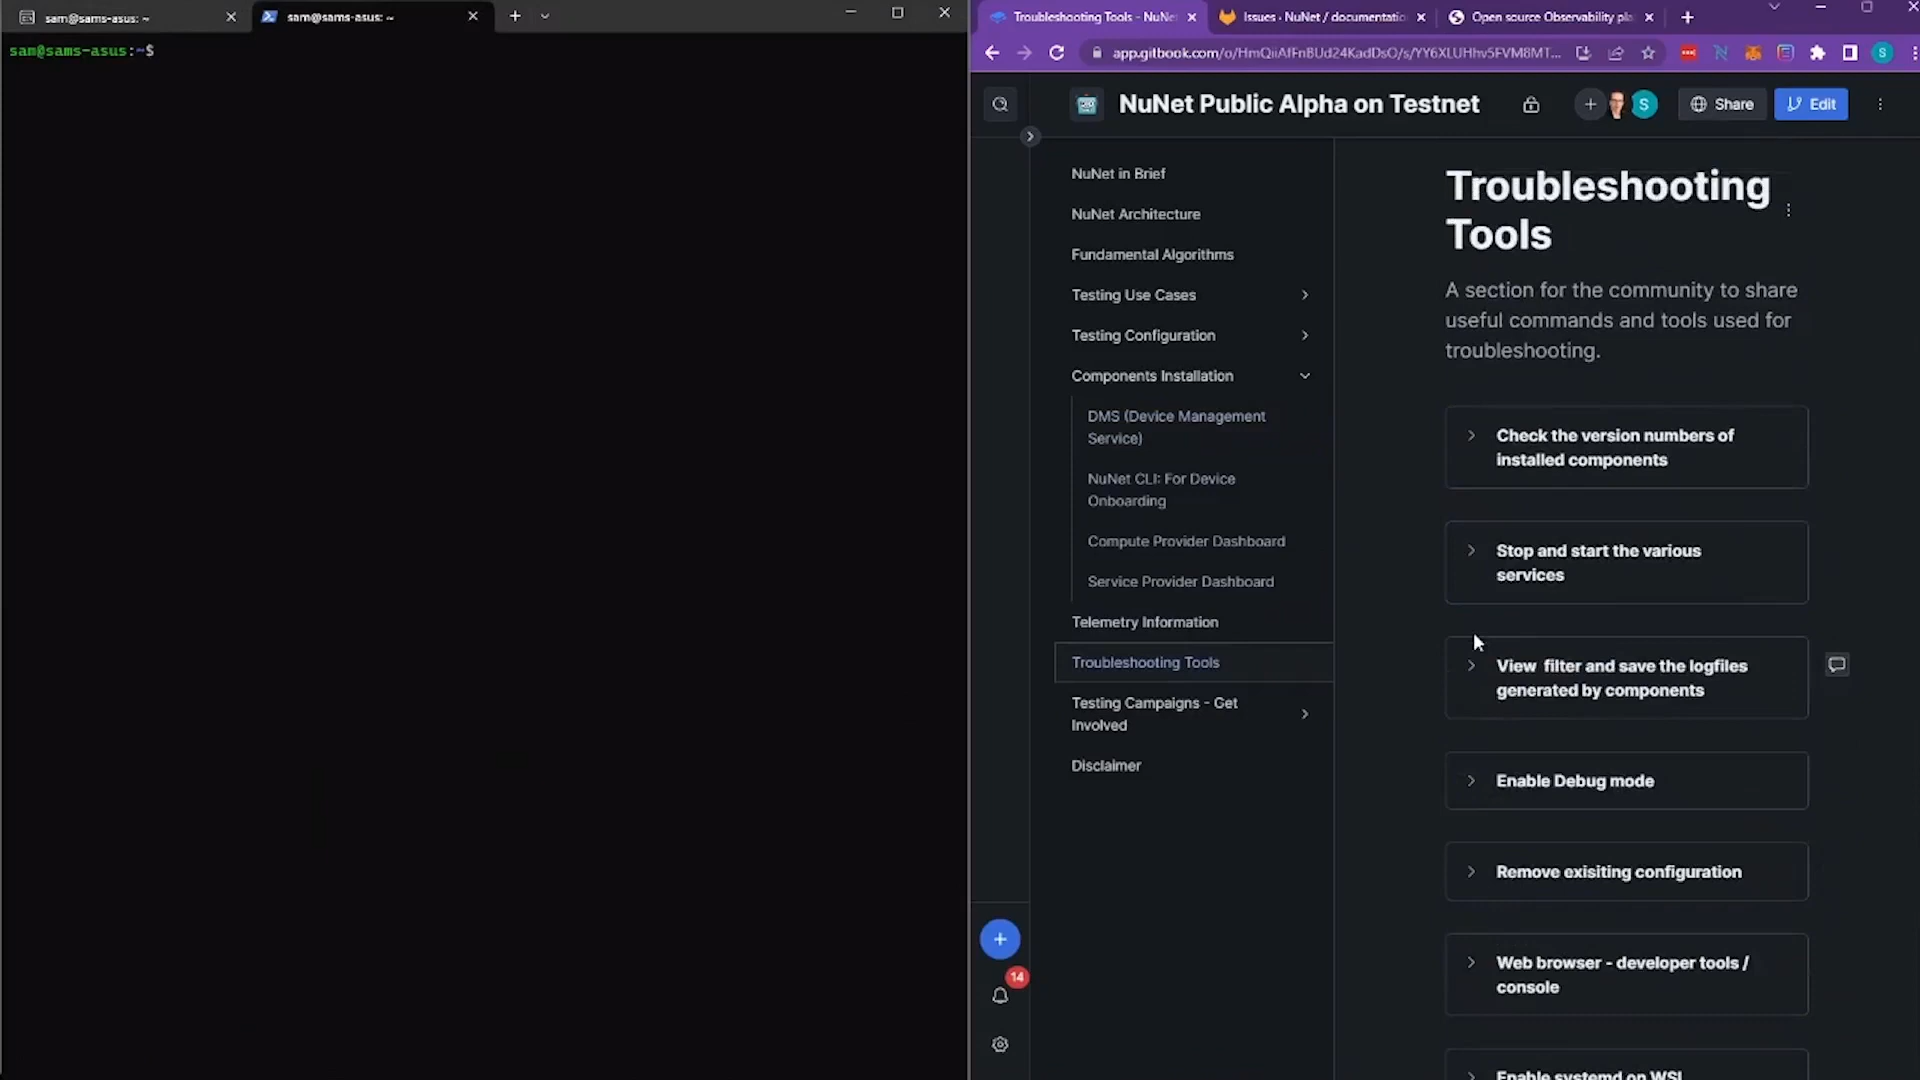 sam@sams-asus: ~
sam@sams-asus: ~
sam@sams-asus:~$
Troubleshooting Tools - NuNe
Issues · NuNet / documentatio
Open source Observability pla
app.gitbook.com/o/HmQiiAfFnBUd24KadDsO/s/YY6XLUHhv5FVM8MT...
S
NuNet Public Alpha on Testnet
S
Share
Edit
NuNet in Brief
NuNet Architecture
Fundamental Algorithms
Testing Use Cases
Testing Configuration
Components Installation
DMS (Device Management
Service)
NuNet CLI: For Device
Onboarding
Compute Provider Dashboard
Service Provider Dashboard
Telemetry Information
Troubleshooting Tools
Testing Campaigns - Get
Involved
Disclaimer
14
Troubleshooting
Tools
A section for the community to share
useful commands and tools used for
troubleshooting.
Check the version numbers of
installed components
Stop and start the various
services
View filter and save the logfiles
generated by components
Enable Debug mode
Remove exisiting configuration
Web browser - developer tools /
console
Enable systemd on WSL